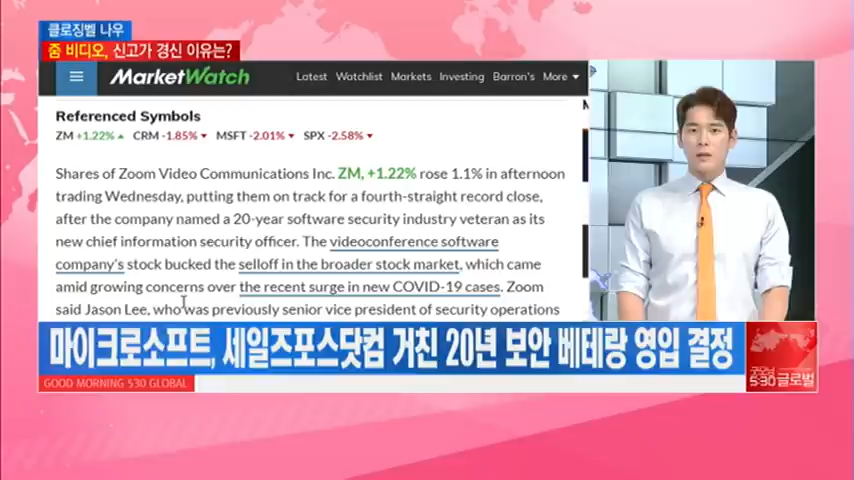 클로징벨 나우
줌 비디오, 신고가 경신 이유는?
MarketWatch
Latest Watchlist Markets Investing Barron's More
Referenced Symbols
ZM +1.22% CRM -1.85% MSFT -2.01% SPX -2.58%
Shares of Zoom Video Communications Inc. ZM, +1.22% rose 1.1% in afternoon
trading Wednesday, putting them on track for a fourth-straight record close,
after the company named a 20-year software security industry veteran as its
new chief information security officer. The videoconference software
company's stock bucked the selloff in the broader stock market, which came
amid growing concerns over the recent surge in new COVID-19 cases. Zoom
said Jason Lee, who was previously senior vice president of security operations
마이크로소프트, 세일즈포스닷컴 거친 20년 보안 베테랑 영입 결정
굿모닝
5:30 글로벌
GOOD MORNING 530 GLOBAL